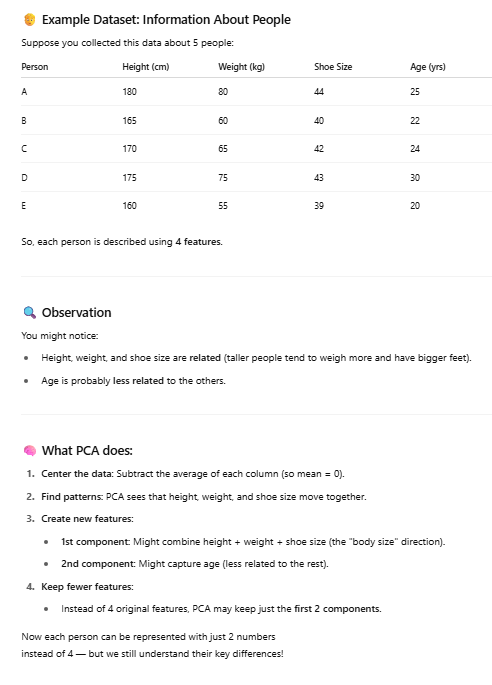 Example Dataset: Information About People
Suppose you collected this data about 5 people:
Person Height (cm) Weight (kg) Shoe Size Age (yrs)
A 180 80 44 25
B 165 60 40 22
C 170 65 42 24
D 175 75 43 30
E 160 55 39 20
So, each person is described using 4 features.
Observation
You might notice:
• Height, weight, and shoe size are related (taller people tend to weigh more and have bigger feet).
• Age is probably less related to the others.
What PCA does:
1. Center the data: Subtract the average of each column (so mean = 0).
2. Find patterns: PCA sees that height, weight, and shoe size move together.
3. Create new features:
• 1st component: Might combine height + weight + shoe size (the "body size" direction).
• 2nd component: Might capture age (less related to the rest).
4. Keep fewer features:
• Instead of 4 original features, PCA may keep just the first 2 components.
Now each person can be represented with just 2 numbers
instead of 4 — but we still understand their key differences!